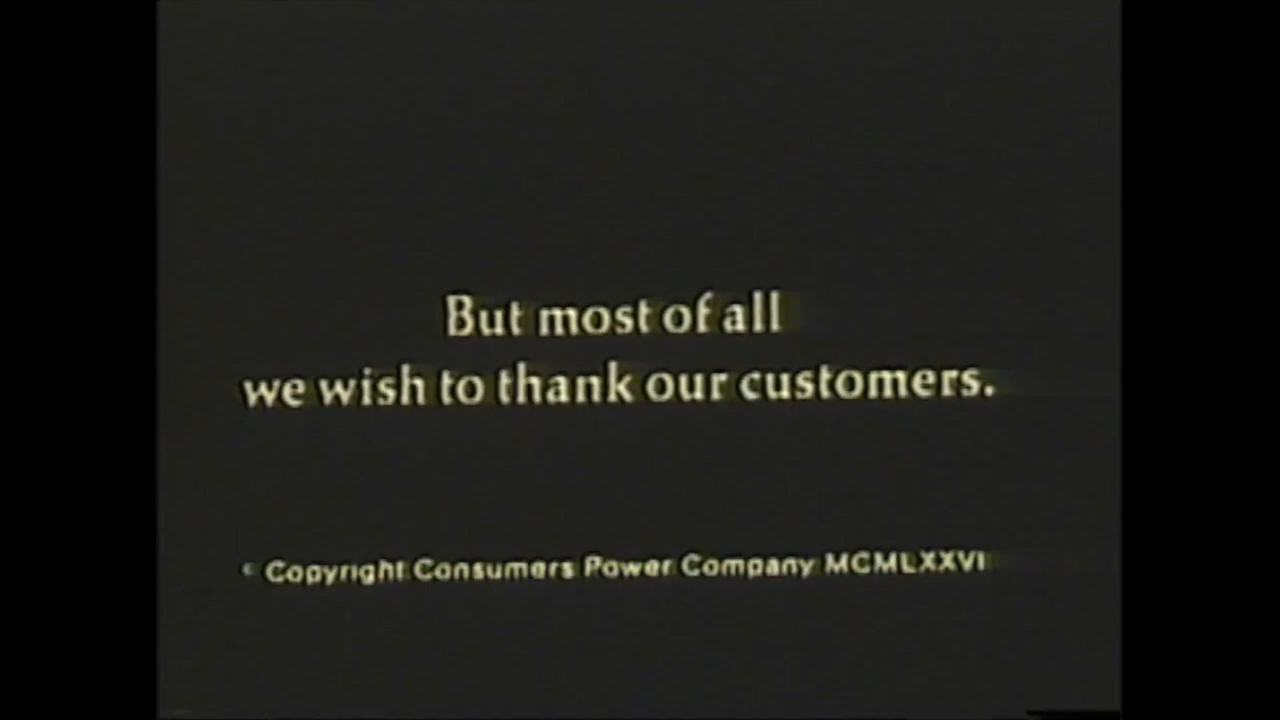 But most of all
we wish to thank our customers.
© Copyright Consumers Power Company MCMLXXVI